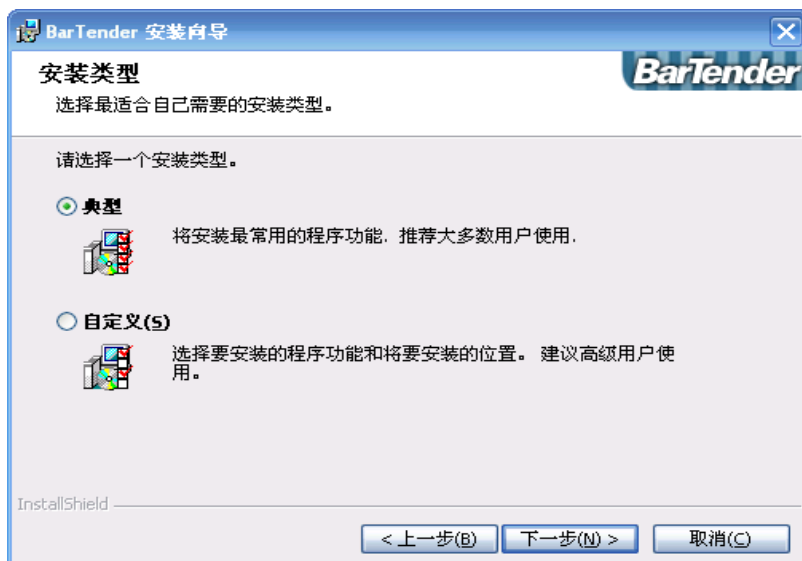 BarTender 安装向导
安装类型
BarTender
选择最适合自己需要的安装类型。
请选择一个安装类型。
典型
将安装最常用的程序功能. 推荐大多数用户使用.
自定义(S)
选择要安装的程序功能和将要安装的位置。 建议高级用户使
用。
InstallShield
< 上一步(B)
下一步(N) >
取消(C)